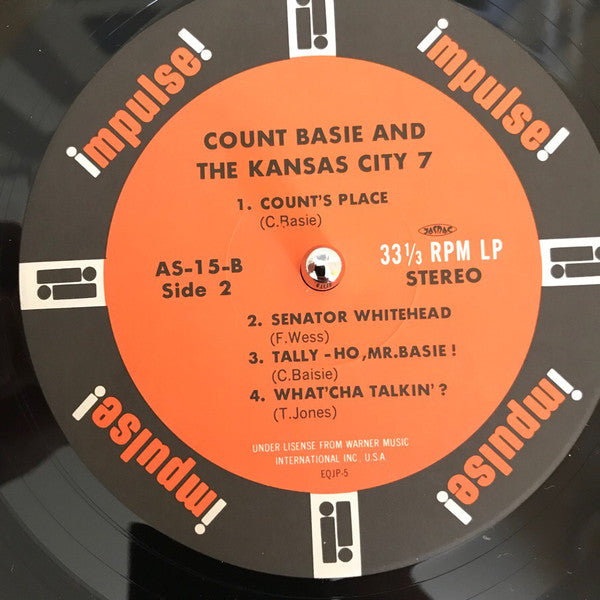 impulse!
impulse!
COUNT BASIE AND
THE KANSAS CITY 7
1. COUNT'S PLACE
(C.Basie)
AS-15-B
Side 2
33 1/3 RPM LP
STEREO
2. SENATOR WHITEHEAD
(F.Wess)
3. TALLY-HO, MR.BASIE!
(C.Baisie)
4. WHAT'CHA TALKIN'?
(T.Jones)
UNDER LISENSE FROM WARNER MUSIC
INTERNATIONAL INC. U.S.A
EQJP-5
impulse!
impulse!